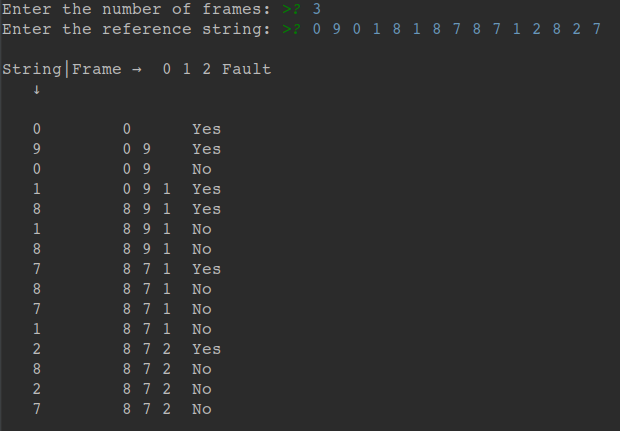 Enter the number of frames: >? 3
Enter the reference string: >? 0 9 0 1 8 1 8 7 8 7 1 2 8 2 7
String|Frame → 0 1 2 Fault
↓
0 0 Yes
9 0 9 Yes
0 0 9 No
1 0 9 1 Yes
8 8 9 1 Yes
1 8 9 1 No
8 8 9 1 No
7 8 7 1 Yes
8 8 7 1 No
7 8 7 1 No
1 8 7 1 No
2 8 7 2 Yes
8 8 7 2 No
2 8 7 2 No
7 8 7 2 No